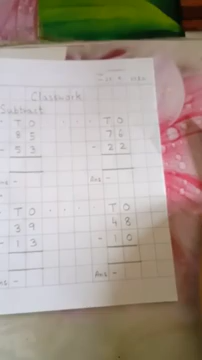 Classwork
Subtract
- T O . . . . T O
8 5 7 6
- 5 3 - 2 2
Ans - Ans -
T O . . . . T O
3 9 4 8
- 1 3 - 1 0
Ans - Ans -